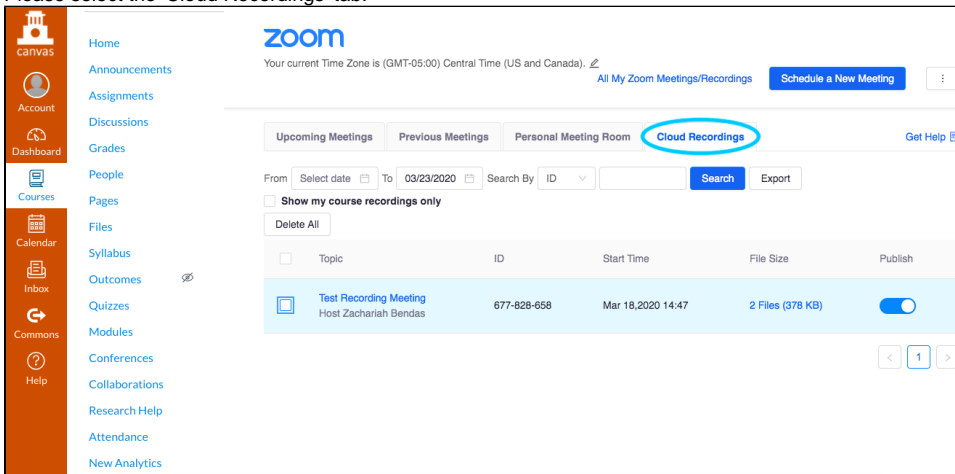 Please select the 'Cloud Recordings' tab.
canvas
Account
Dashboard
Courses
Calendar
Inbox
Commons
Help
Home
Announcements
Assignments
Discussions
Grades
People
Pages
Files
Syllabus
Outcomes
Quizzes
Modules
Conferences
Collaborations
Research Help
Attendance
New Analytics
zoom
Your current Time Zone is (GMT-05:00) Central Time (US and Canada).
All My Zoom Meetings/Recordings Schedule a New Meeting
Upcoming Meetings Previous Meetings Personal Meeting Room Cloud Recordings Get Help
From Select date To 03/23/2020 Search By ID Search Export
Show my course recordings only
Delete All
Topic ID Start Time File Size Publish
Test Recording Meeting
Host Zachariah Bendas 677-828-658 Mar 18,2020 14:47 2 Files (378 KB)
< 1 >